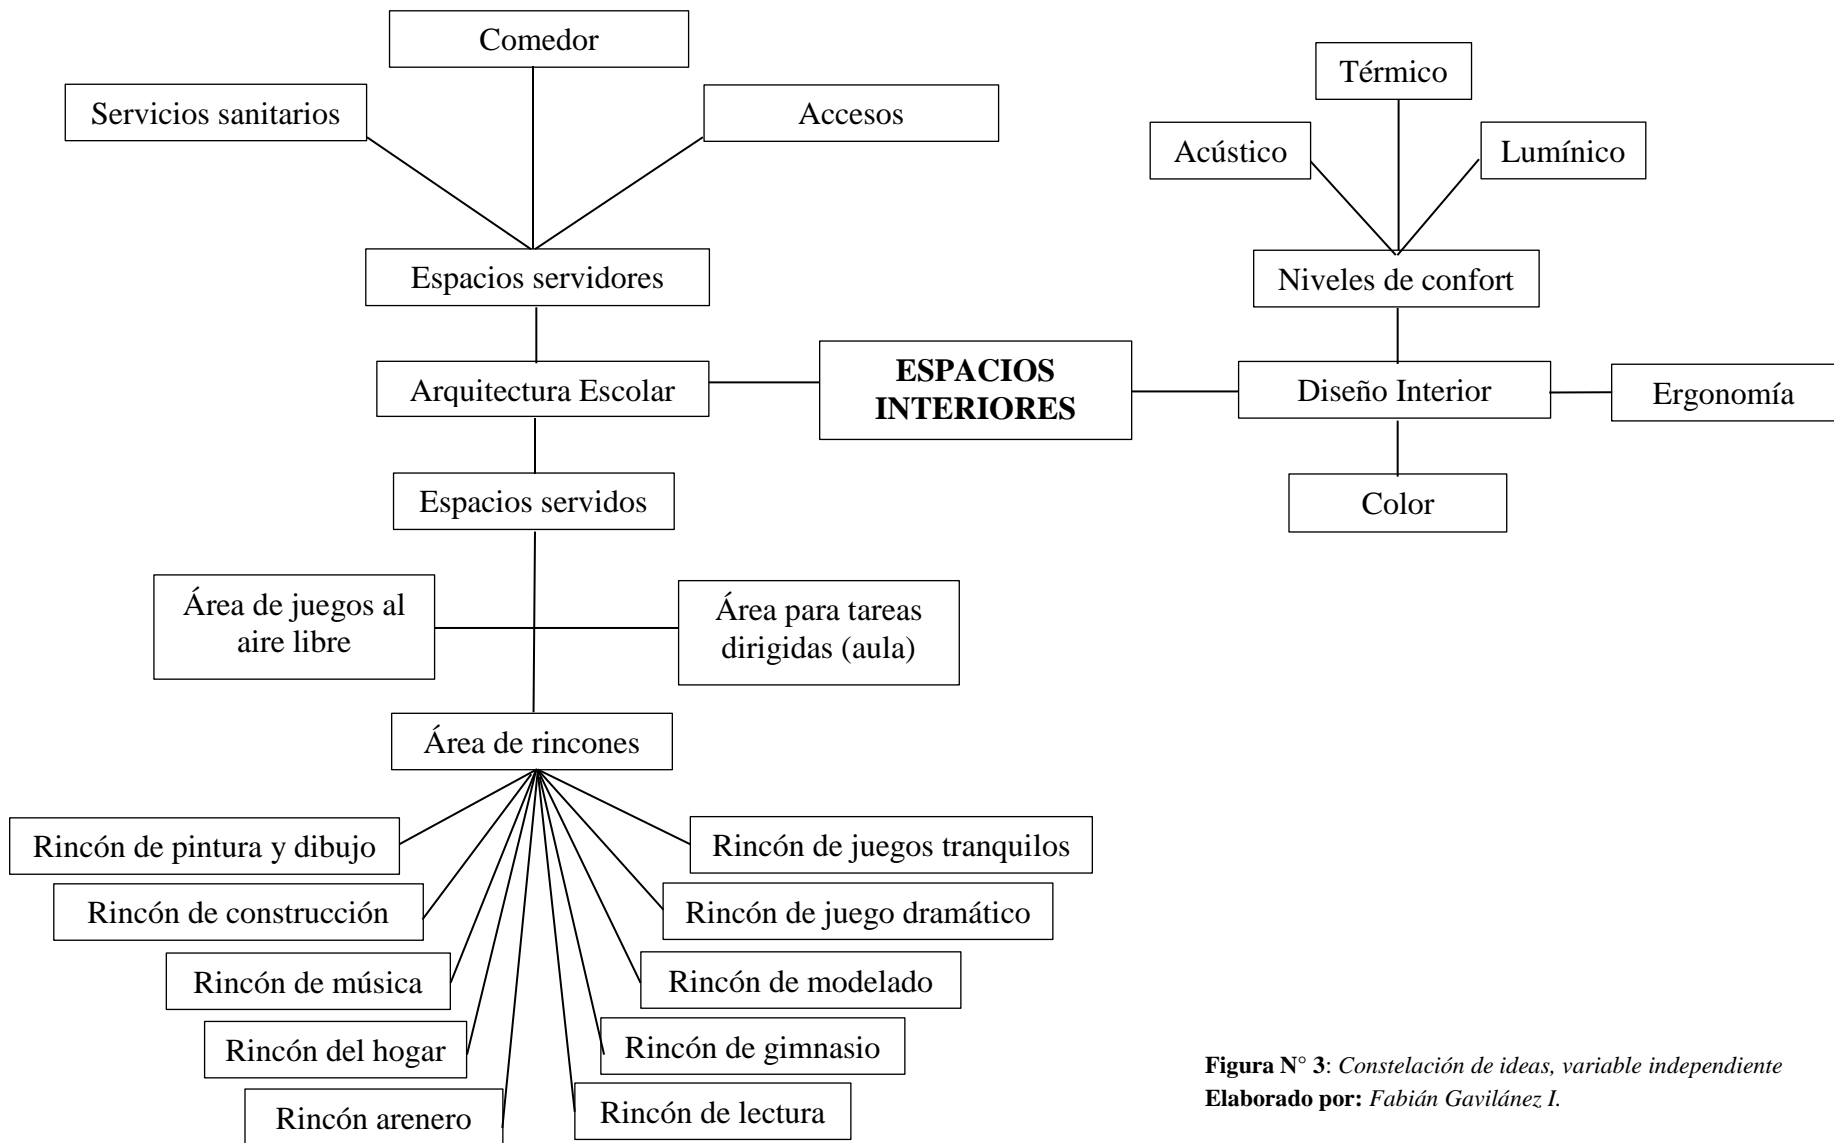 Comedor
Térmico
Servicios sanitarios
Accesos
Acústico
Lumínico
Espacios servidores
Niveles de confort
ESPACIOS
INTERIORES
Arquitectura Escolar
Diseño Interior
Ergonomía
Espacios servidos
Color
Área de juegos al
aire libre
Área para tareas
dirigidas (aula)
Área de rincones
Rincón de pintura y dibujo
Rincón de juegos tranquilos
Rincón de construcción
Rincón de juego dramático
Rincón de música
Rincón de modelado
Rincón del hogar
Rincón de gimnasio
Rincón arenero
Rincón de lectura
Figura N° 3: Constelación de ideas, variable independiente
Elaborado por: Fabián Gavilánez I.